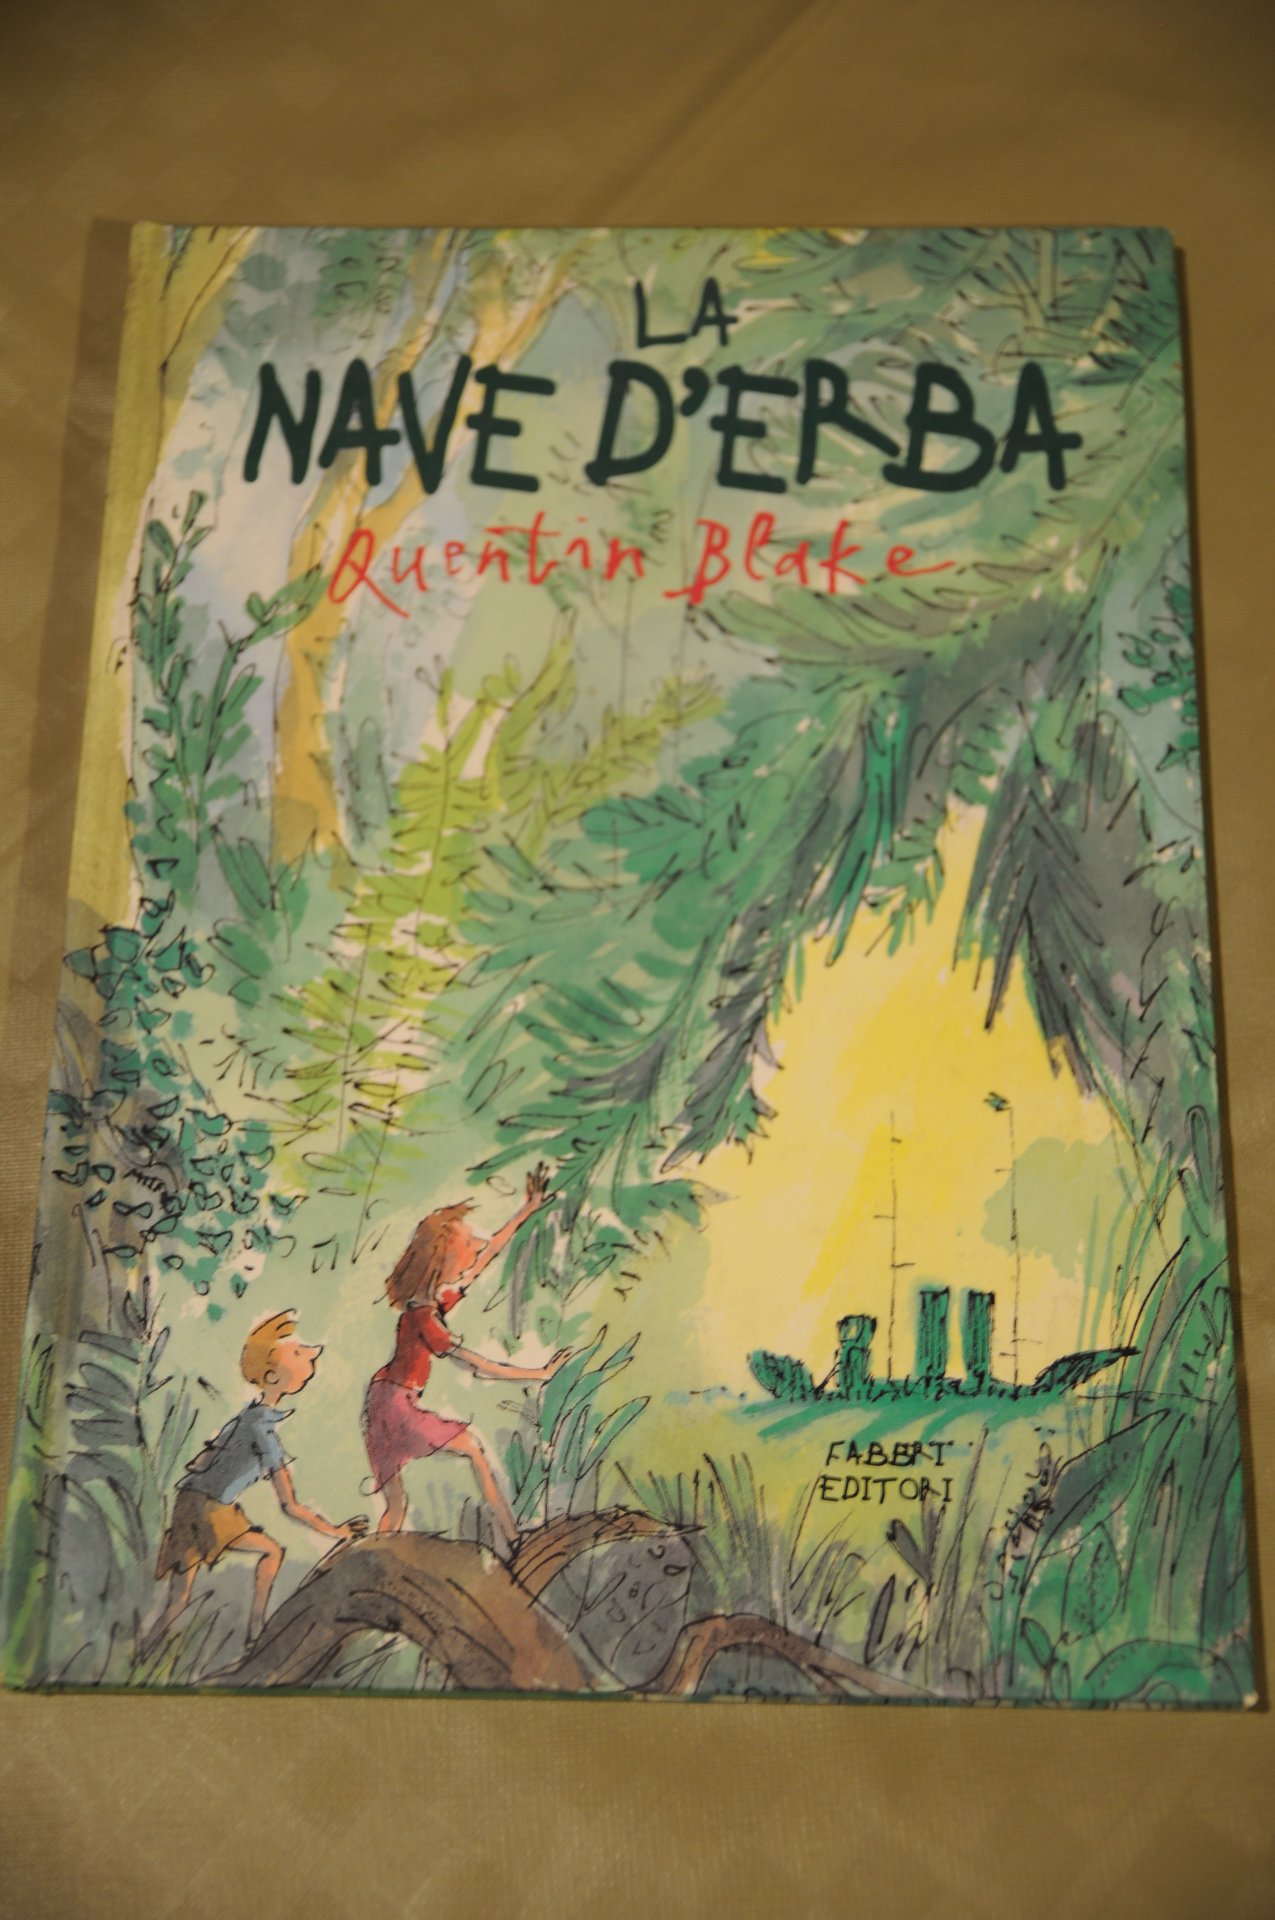 LA
NAVE D'ERBA
Quentin Blake
FABBRI
EDITORI